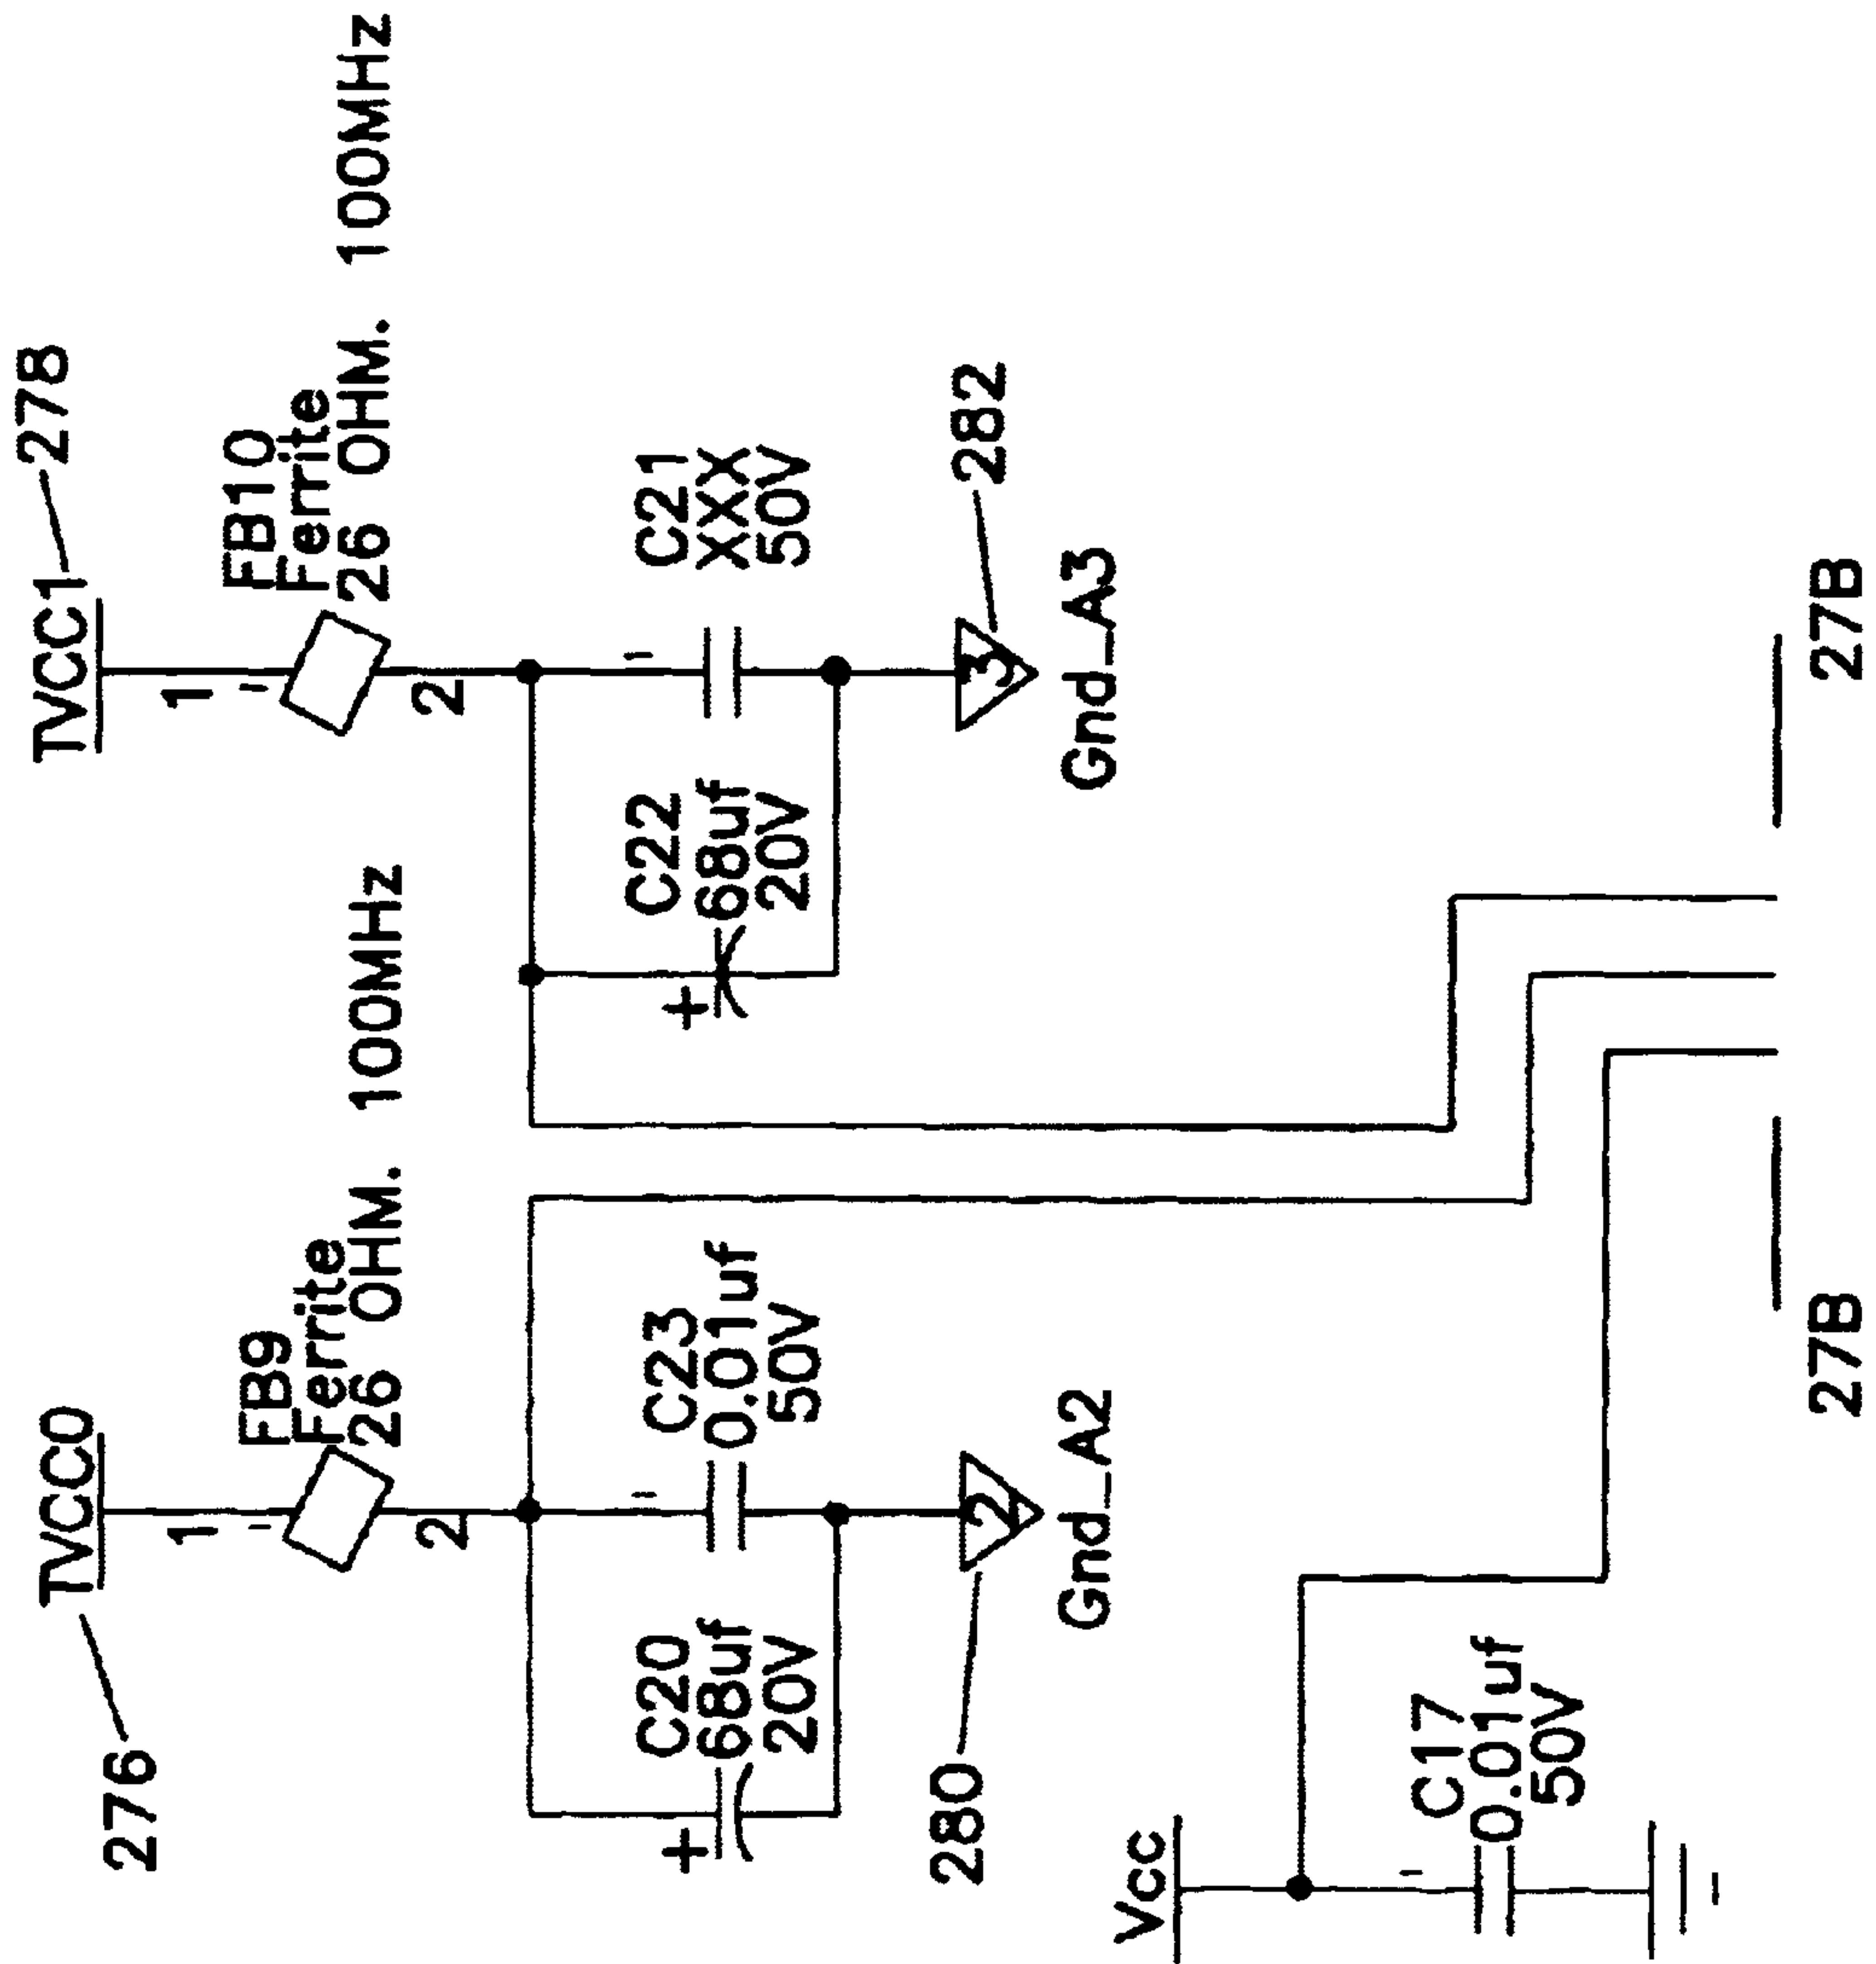 TVCC0
276
1
FB9
Ferrite
26 OHM. 100MHz
2
C20
68uf
20V
+
C23
0.01uf
50V
2
280
Gnd_A2
TVCC1
278
1
FB10
Ferrite
26 OHM. 100MHz
2
C22
68uf
20V
+
C21
XXX
50V
3
282
Gnd_A3
Vcc
C17
0.01uf
50V
27B
27B